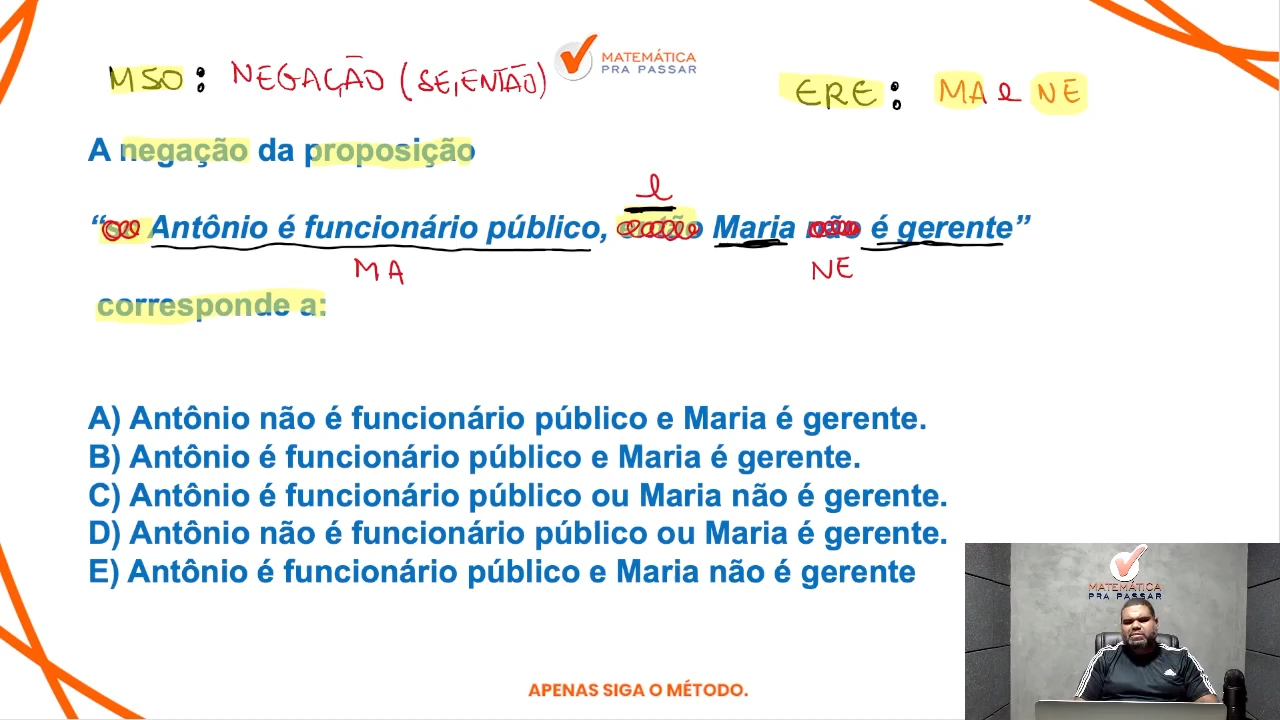 MATEMÁTICA
PRA PASSAR
MSO : NEGAÇÃO (SE, ENTÃO)
ERE : MA e NE
A negação da proposição
e
“se Antônio é funcionário público, então Maria não é gerente”
MA
NE
corresponde a:
A) Antônio não é funcionário público e Maria é gerente.
B) Antônio é funcionário público e Maria é gerente.
C) Antônio é funcionário público ou Maria não é gerente.
D) Antônio não é funcionário público ou Maria é gerente.
E) Antônio é funcionário público e Maria não é gerente
MATEMÁTICA
PRA PASSAR
APENAS SIGA O MÉTODO.